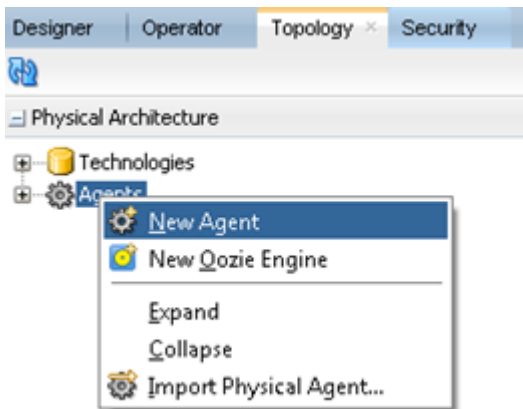 Designer Operator Topology Security
Physical Architecture
Technologies
Agents
New Agent
New Oozie Engine
Expand
Collapse
Import Physical Agent...